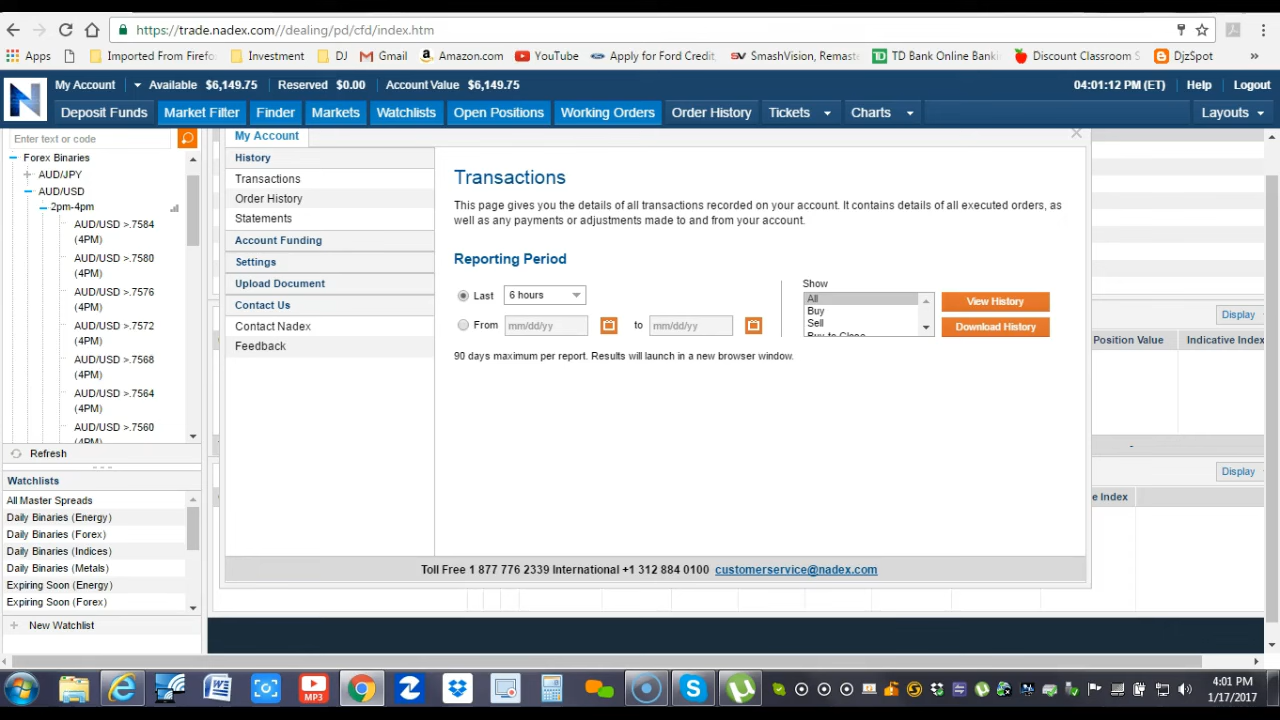 https://trade.nadex.com//dealing/pd/cfd/index.htm
Apps Imported From Firefo Investment DJ Gmail Amazon.com YouTube Apply for Ford Credit, SmashVision, Remaste TD Bank Online Bankin Discount Classroom S DjzSpot
My Account Available $6,149.75 Reserved $0.00 Account Value $6,149.75 04:01:12 PM (ET) Help Logout
Deposit Funds Market Filter Finder Markets Watchlists Open Positions Working Orders Order History Tickets Charts Layouts
Enter text or code
Forex Binaries
AUD/JPY
AUD/USD
2pm-4pm
AUD/USD >.7584
(4PM)
AUD/USD >.7580
(4PM)
AUD/USD >.7576
(4PM)
AUD/USD >.7572
(4PM)
AUD/USD >.7568
(4PM)
AUD/USD >.7564
(4PM)
AUD/USD >.7560
(4PM)
Refresh
Watchlists
All Master Spreads
Daily Binaries (Energy)
Daily Binaries (Forex)
Daily Binaries (Indices)
Daily Binaries (Metals)
Expiring Soon (Energy)
Expiring Soon (Forex)
New Watchlist
My Account
History
Transactions
Order History
Statements
Account Funding
Settings
Upload Document
Contact Us
Contact Nadex
Feedback
Transactions
This page gives you the details of all transactions recorded on your account. It contains details of all executed orders, as
well as any payments or adjustments made to and from your account.
Reporting Period
Last 6 hours
From mm/dd/yy to mm/dd/yy
Show
All
Buy
Sell
Buy to Close
View History
Download History
90 days maximum per report. Results will launch in a new browser window.
Toll Free 1 877 776 2339 International +1 312 884 0100 customerservice@nadex.com
Display
Position Value Indicative Index
-
Display
e Index
MP3
4:01 PM
1/17/2017